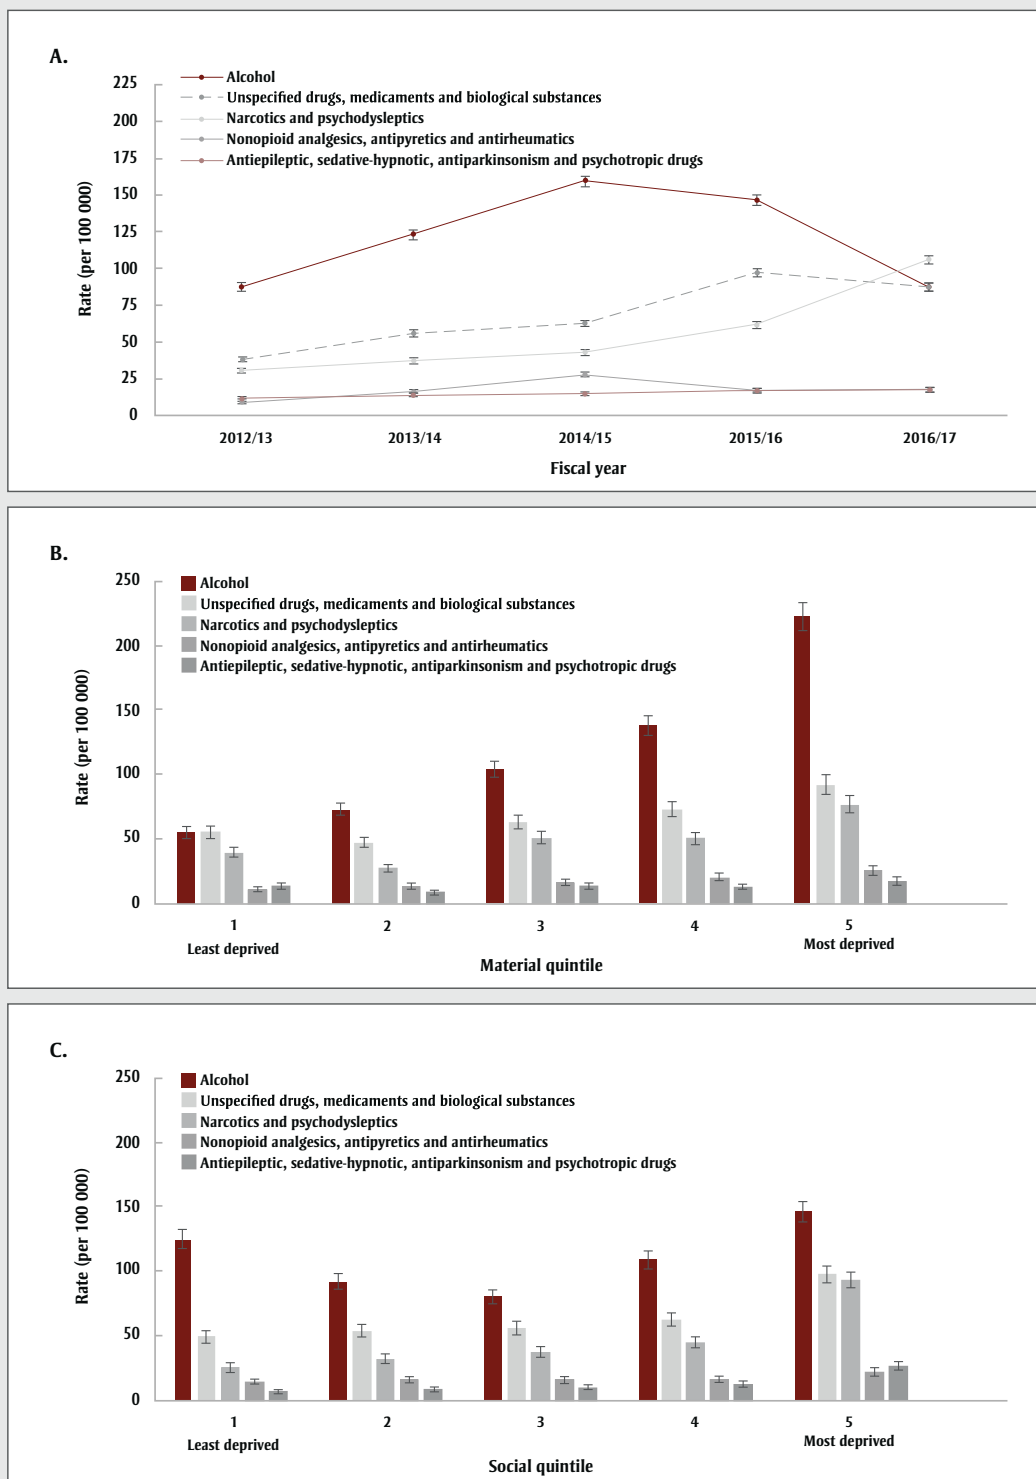 A.
Alcohol
Unspecified drugs, medicaments and biological substances
Narcotics and psychodysleptics
Nonopioid analgesics, antipyretics and antirheumatics
Antiepileptic, sedative-hypnotic, antiparkinsonism and psychotropic drugs
Rate (per 100 000)
225
200
175
150
125
100
75
50
25
0
2012/13 2013/14 2014/15 2015/16 2016/17
Fiscal year
B.
Alcohol
Unspecified drugs, medicaments and biological substances
Narcotics and psychodysleptics
Nonopioid analgesics, antipyretics and antirheumatics
Antiepileptic, sedative-hypnotic, antiparkinsonism and psychotropic drugs
Rate (per 100 000)
250
200
150
100
50
0
1 2 3 4 5
Least deprived Most deprived
Material quintile
C.
Alcohol
Unspecified drugs, medicaments and biological substances
Narcotics and psychodysleptics
Nonopioid analgesics, antipyretics and antirheumatics
Antiepileptic, sedative-hypnotic, antiparkinsonism and psychotropic drugs
Rate (per 100 000)
250
200
150
100
50
0
1 2 3 4 5
Least deprived Most deprived
Social quintile